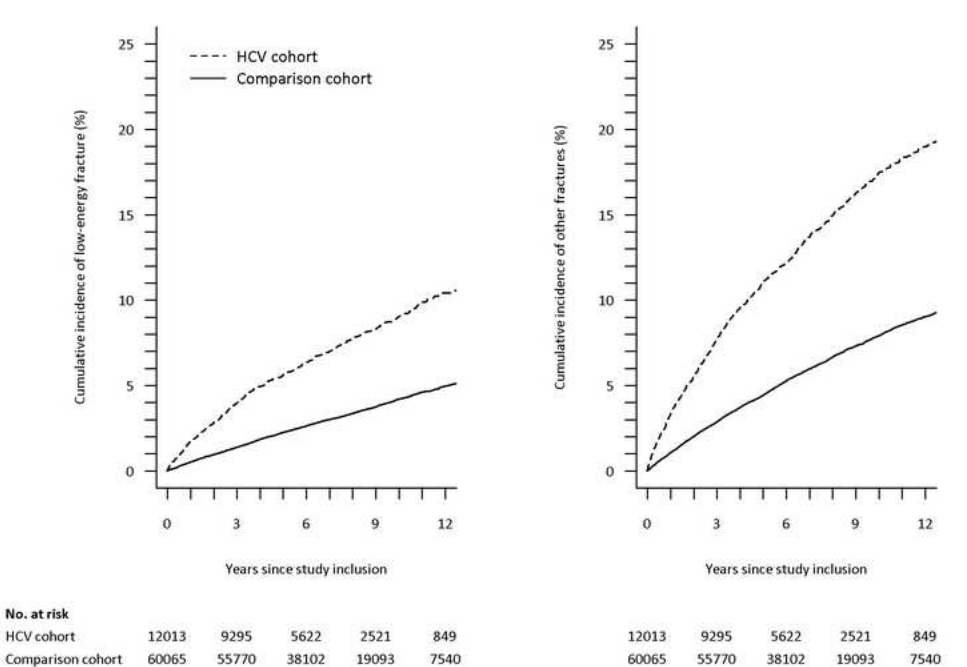 HCV cohort
Comparison cohort
Cumulative incidence of low-energy fracture (%)
25
20
15
10
5
0
0 3 6 9 12
Years since study inclusion
Cumulative incidence of other fractures (%)
25
20
15
10
5
0
0 3 6 9 12
Years since study inclusion
No. at risk
HCV cohort 12013 9295 5622 2521 849 12013 9295 5622 2521 849
Comparison cohort 60065 55770 38102 19093 7540 60065 55770 38102 19093 7540